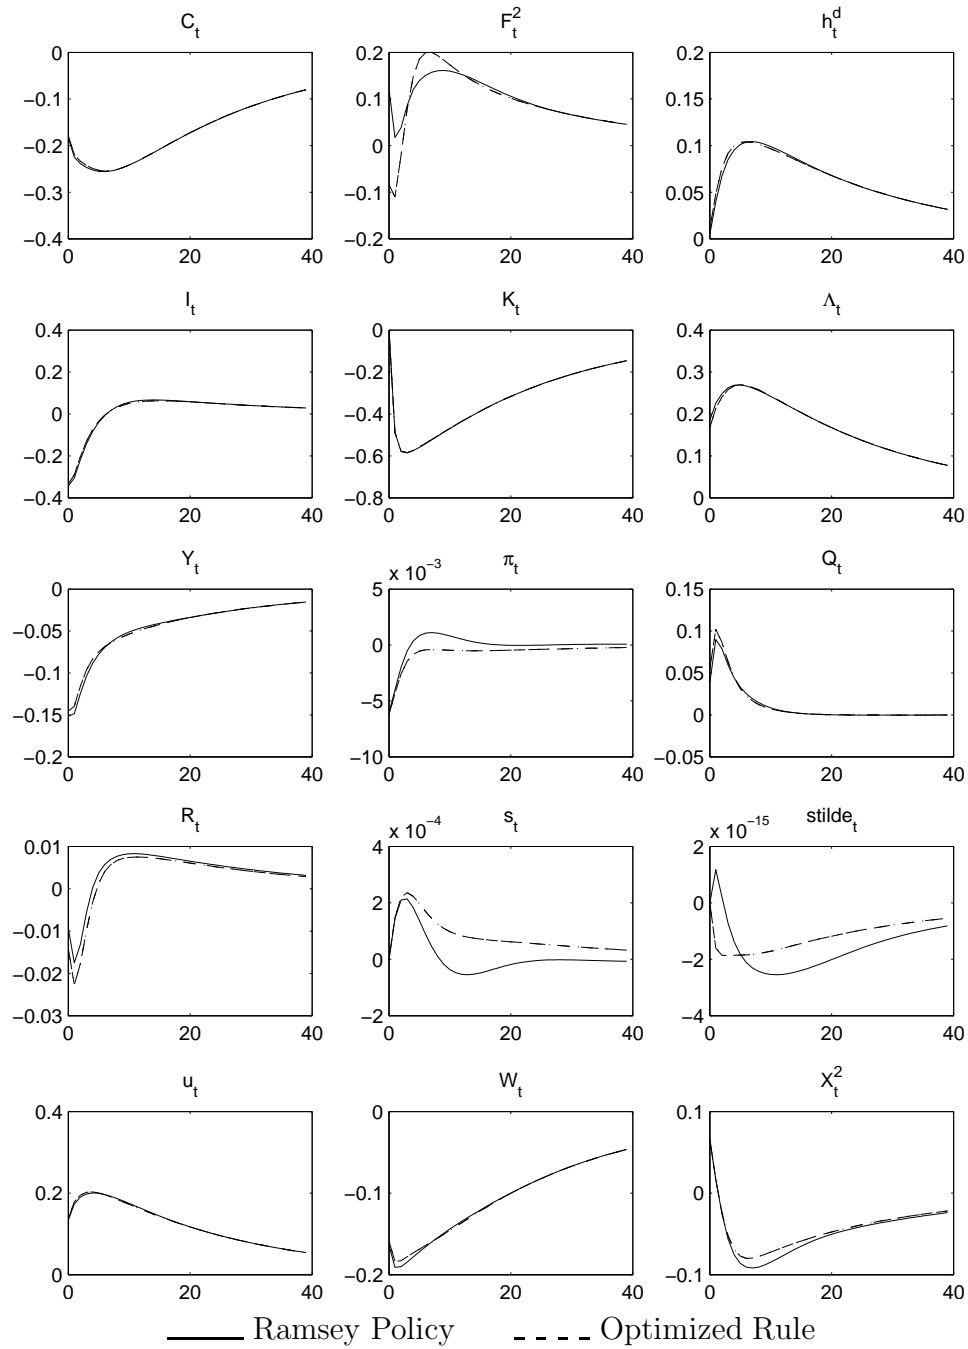 C_t F_t^2 h_t^d
0 0.2 0.2
−0.1 0.1 0.15
−0.2 0 0.1
−0.3 −0.1 0.05
−0.4 −0.2 0
0 20 40 0 20 40 0 20 40
I_t K_t Λ_t
0.4 0 0.4
0.2 −0.2 0.3
0 −0.4 0.2
−0.2 −0.6 0.1
−0.4 −0.8 0
0 20 40 0 20 40 0 20 40
Y_t π_t Q_t
x 10^−3
0 5 0.15
−0.05 0 0.1
−0.1 0.05
−0.15 −5 0
−0.2 −10 −0.05
0 20 40 0 20 40 0 20 40
R_t s_t stilde_t
x 10^−4 x 10^−15
0.01 4 2
0 2 0
−0.01 0 −2
−0.02
−0.03 −2 −4
0 20 40 0 20 40 0 20 40
u_t W_t X_t^2
0.4 0 0.1
0.2 −0.1 0
0 −0.2 −0.1
0 20 40 0 20 40 0 20 40
Ramsey Policy Optimized Rule